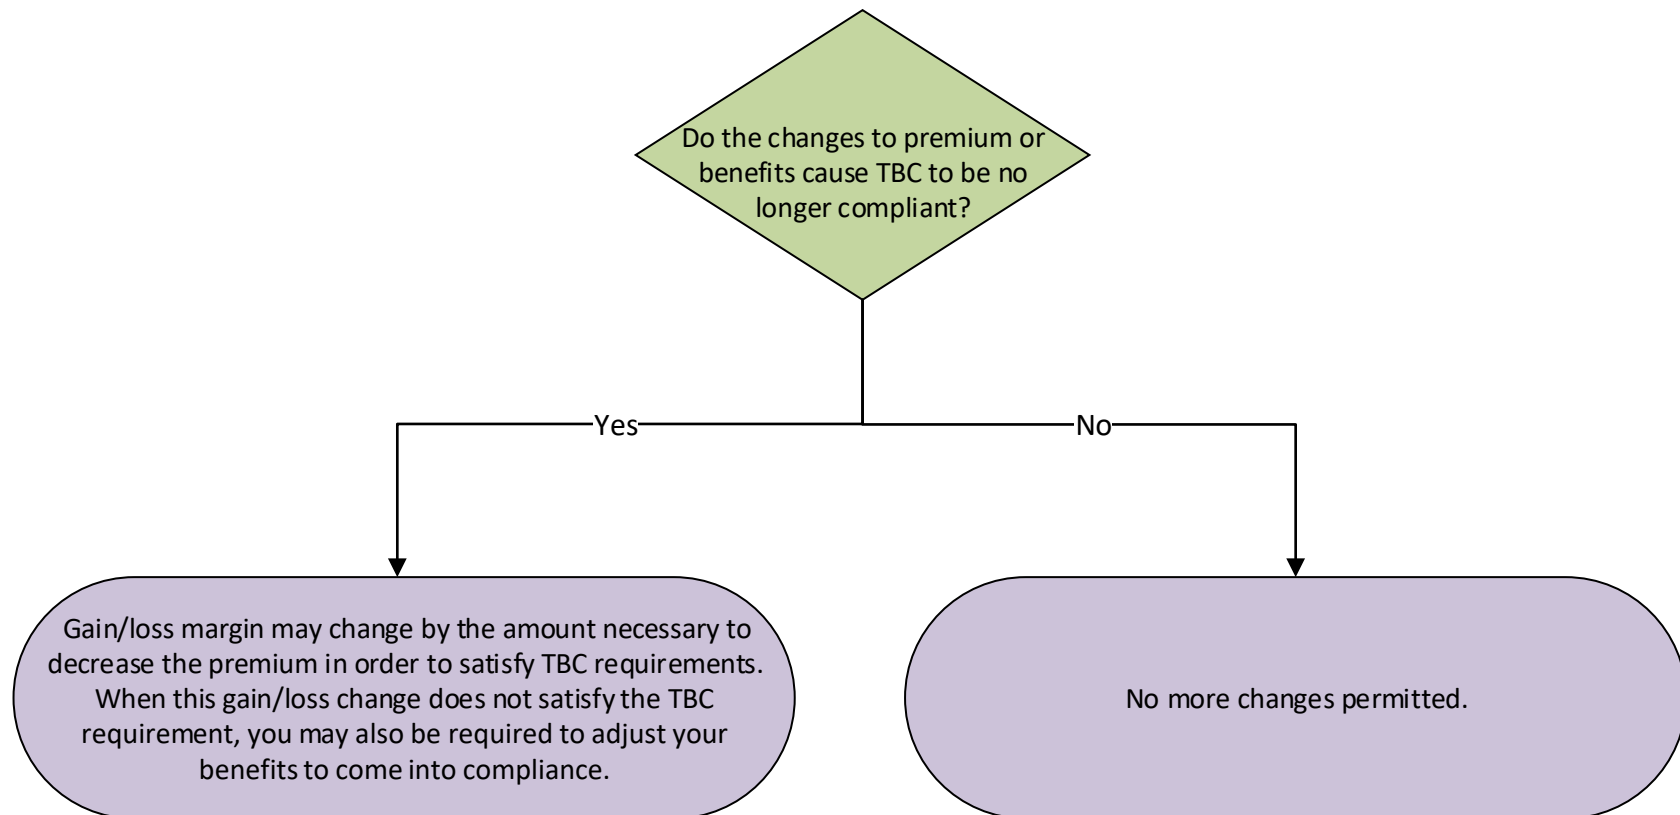 Do the changes to premium or
benefits cause TBC to be no
longer compliant?
Yes
No
Gain/loss margin may change by the amount necessary to
decrease the premium in order to satisfy TBC requirements.
When this gain/loss change does not satisfy the TBC
requirement, you may also be required to adjust your
benefits to come into compliance.
No more changes permitted.